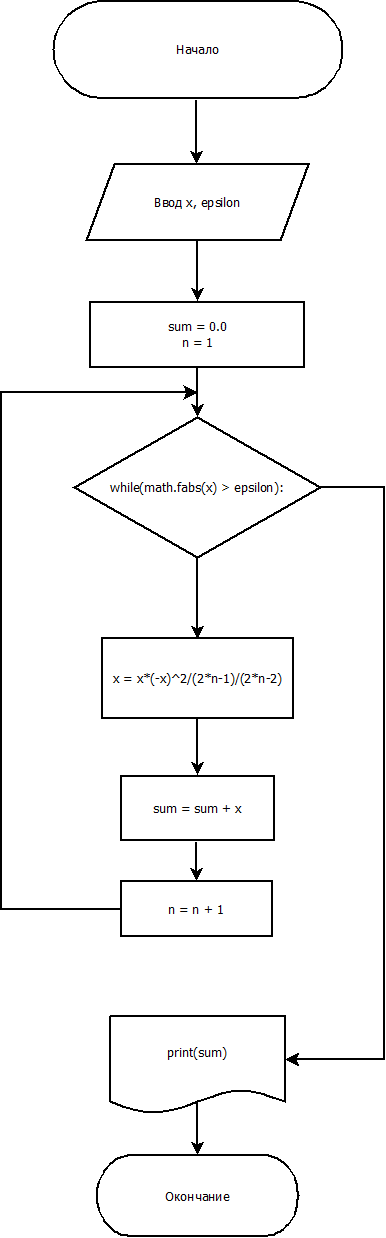 Начало
Ввод x, epsilon
sum = 0.0
n = 1
while(math.fabs(x) > epsilon):
x = x*(-x)^2/(2*n-1)/(2*n-2)
sum = sum + x
n = n + 1
print(sum)
Окончание